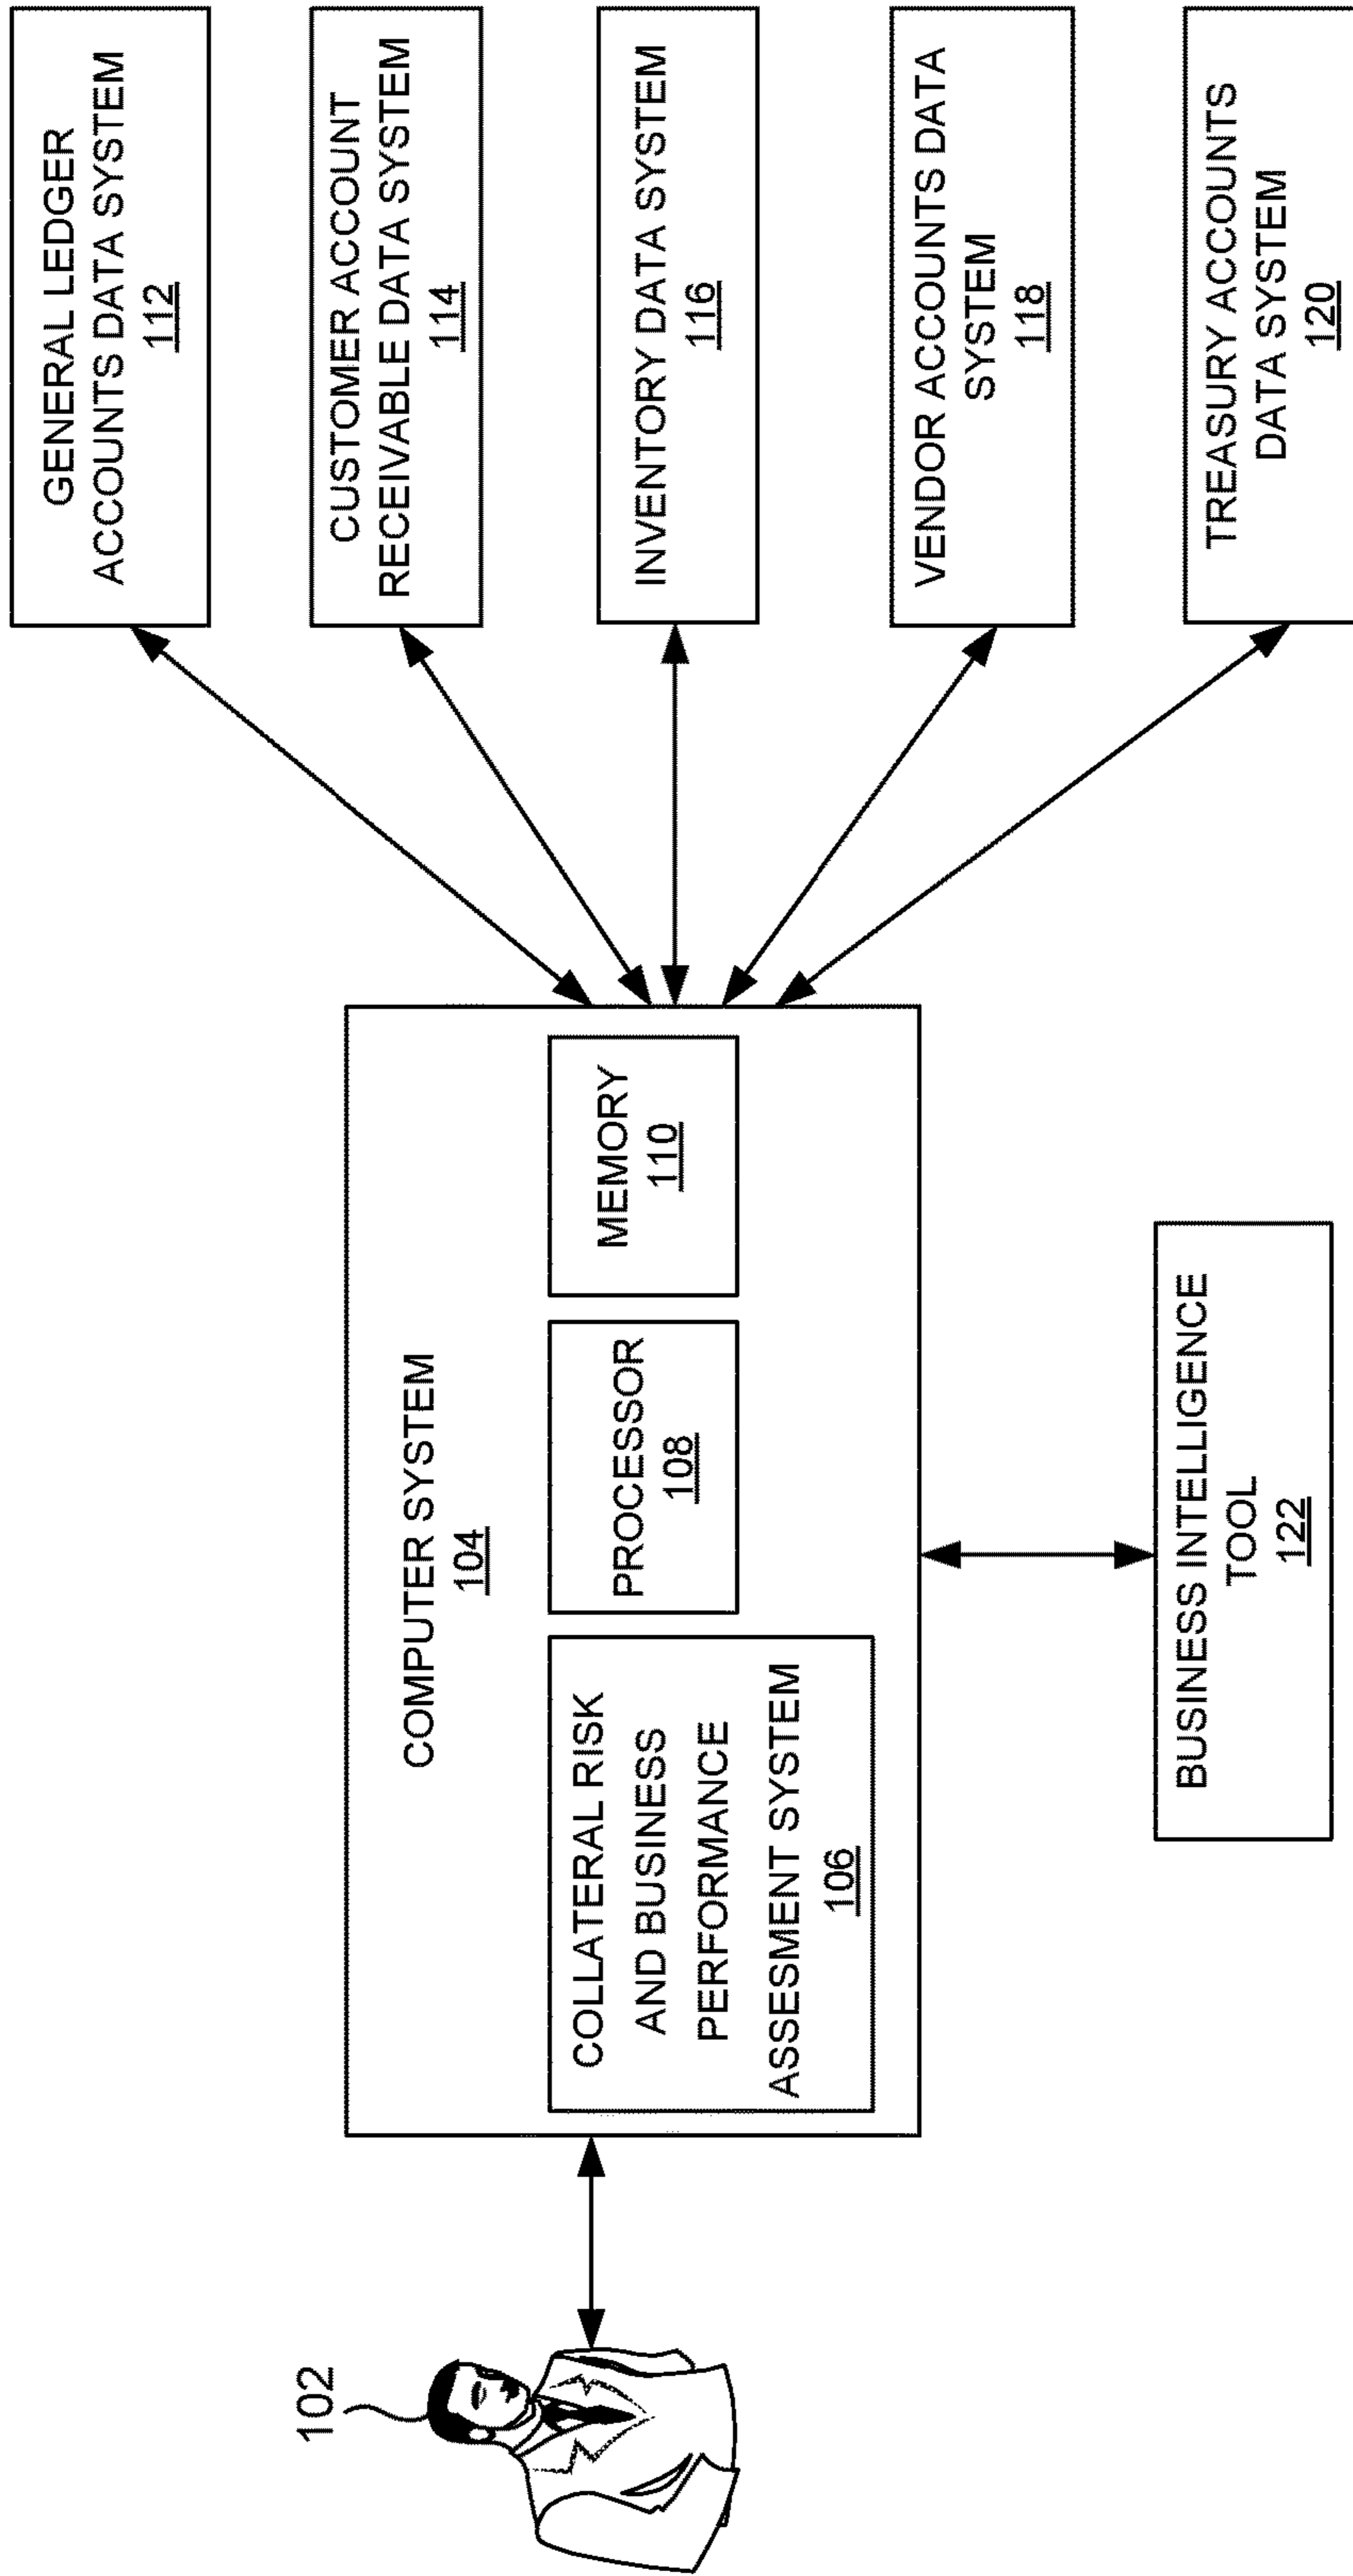 102
COMPUTER SYSTEM
104
COLLATERAL RISK
AND BUSINESS
PERFORMANCE
ASSESMENT SYSTEM
106
PROCESSOR
108
MEMORY
110
GENERAL LEDGER
ACCOUNTS DATA SYSTEM
112
CUSTOMER ACCOUNT
RECEIVABLE DATA SYSTEM
114
INVENTORY DATA SYSTEM
116
VENDOR ACCOUNTS DATA
SYSTEM
118
TREASURY ACCOUNTS
DATA SYSTEM
120
BUSINESS INTELLIGENCE
TOOL
122